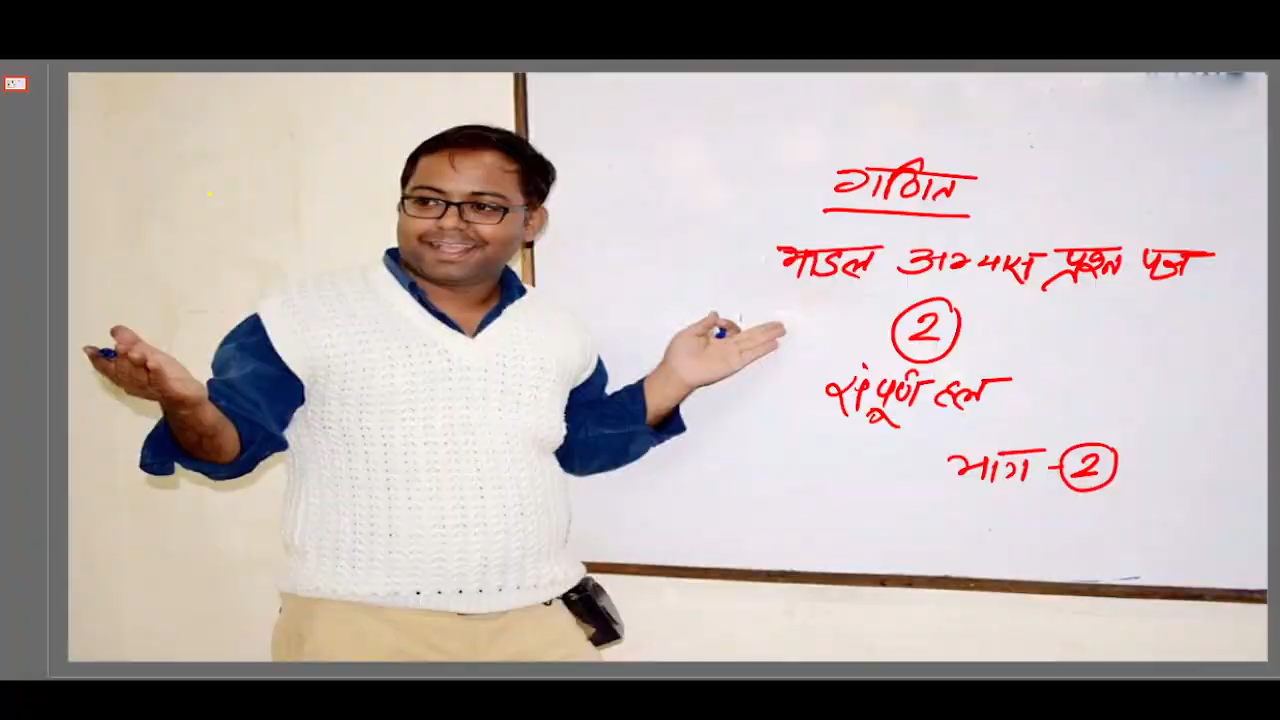 गणित
माडल अभ्यास प्रश्न पत्र
2
संपूर्ण हल
भाग - 2